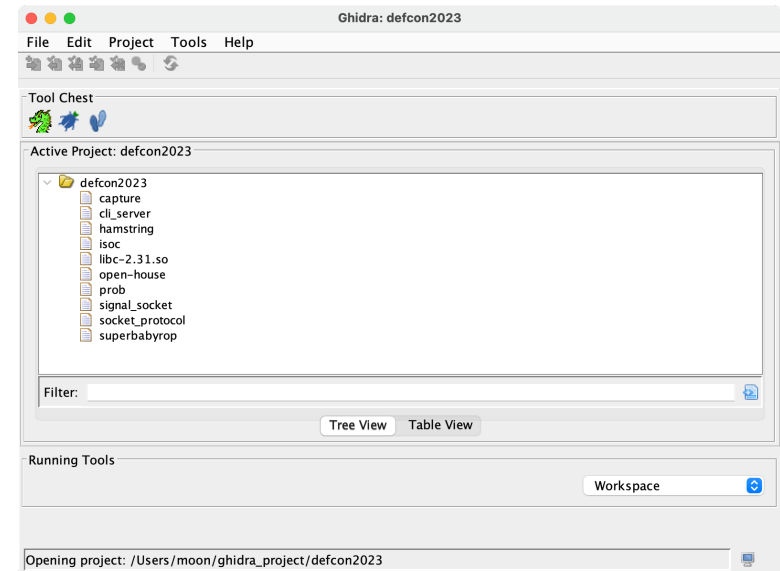 Ghidra: defcon2023
File Edit Project Tools Help
Tool Chest
Active Project: defcon2023
defcon2023
capture
cli_server
hamstring
isoc
libc-2.31.so
open-house
prob
signal_socket
socket_protocol
superbabyrop
Filter:
Tree View Table View
Running Tools
Workspace
Opening project: /Users/moon/ghidra_project/defcon2023